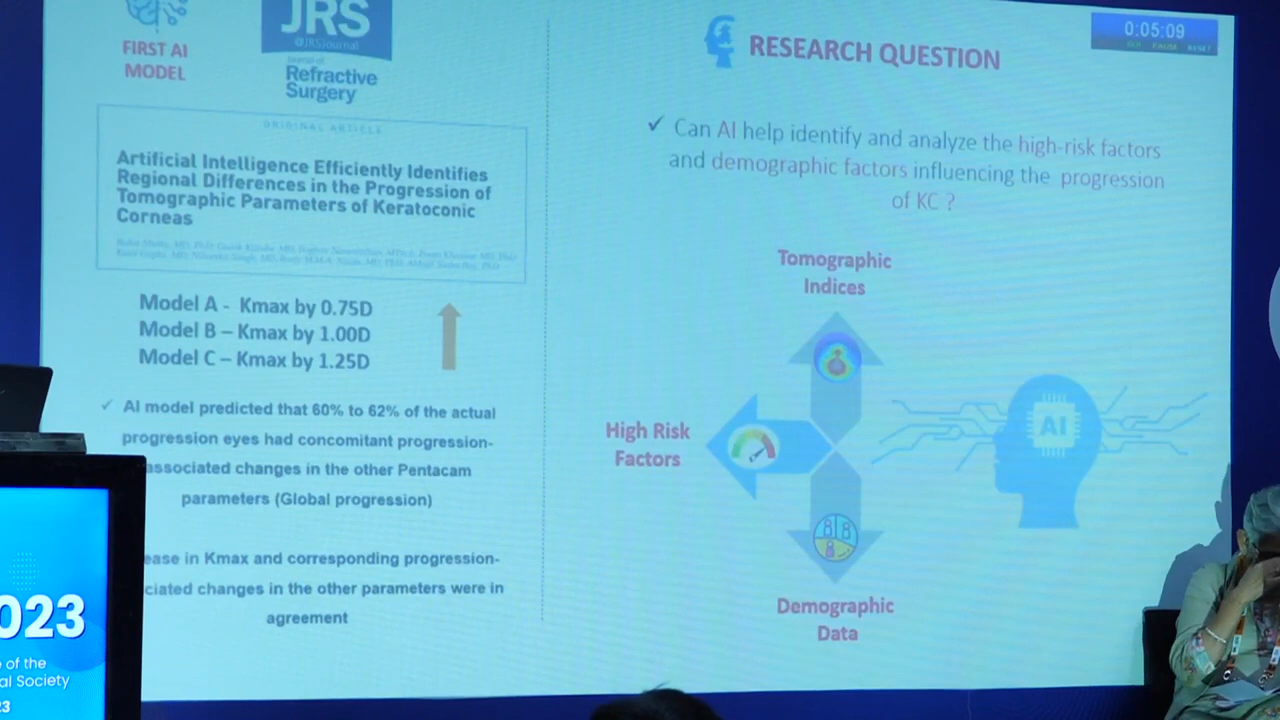 FIRST AI
MODEL
JRS
@JRSJournal
Journal of
Refractive
Surgery
ORIGINAL ARTICLE
Artificial Intelligence Efficiently Identifies
Regional Differences in the Progression of
Tomographic Parameters of Keratoconic
Corneas
Model A - Kmax by 0.75D
Model B – Kmax by 1.00D
Model C – Kmax by 1.25D
✓ AI model predicted that 60% to 62% of the actual
progression eyes had concomitant progression-
associated changes in the other Pentacam
parameters (Global progression)
ease in Kmax and corresponding progression-
ciated changes in the other parameters were in
agreement
0:05:09
RESEARCH QUESTION
✓ Can AI help identify and analyze the high-risk factors
and demographic factors influencing the progression
of KC ?
Tomographic
Indices
High Risk
Factors
AI
Demographic
Data
023
e of the
al Society
23